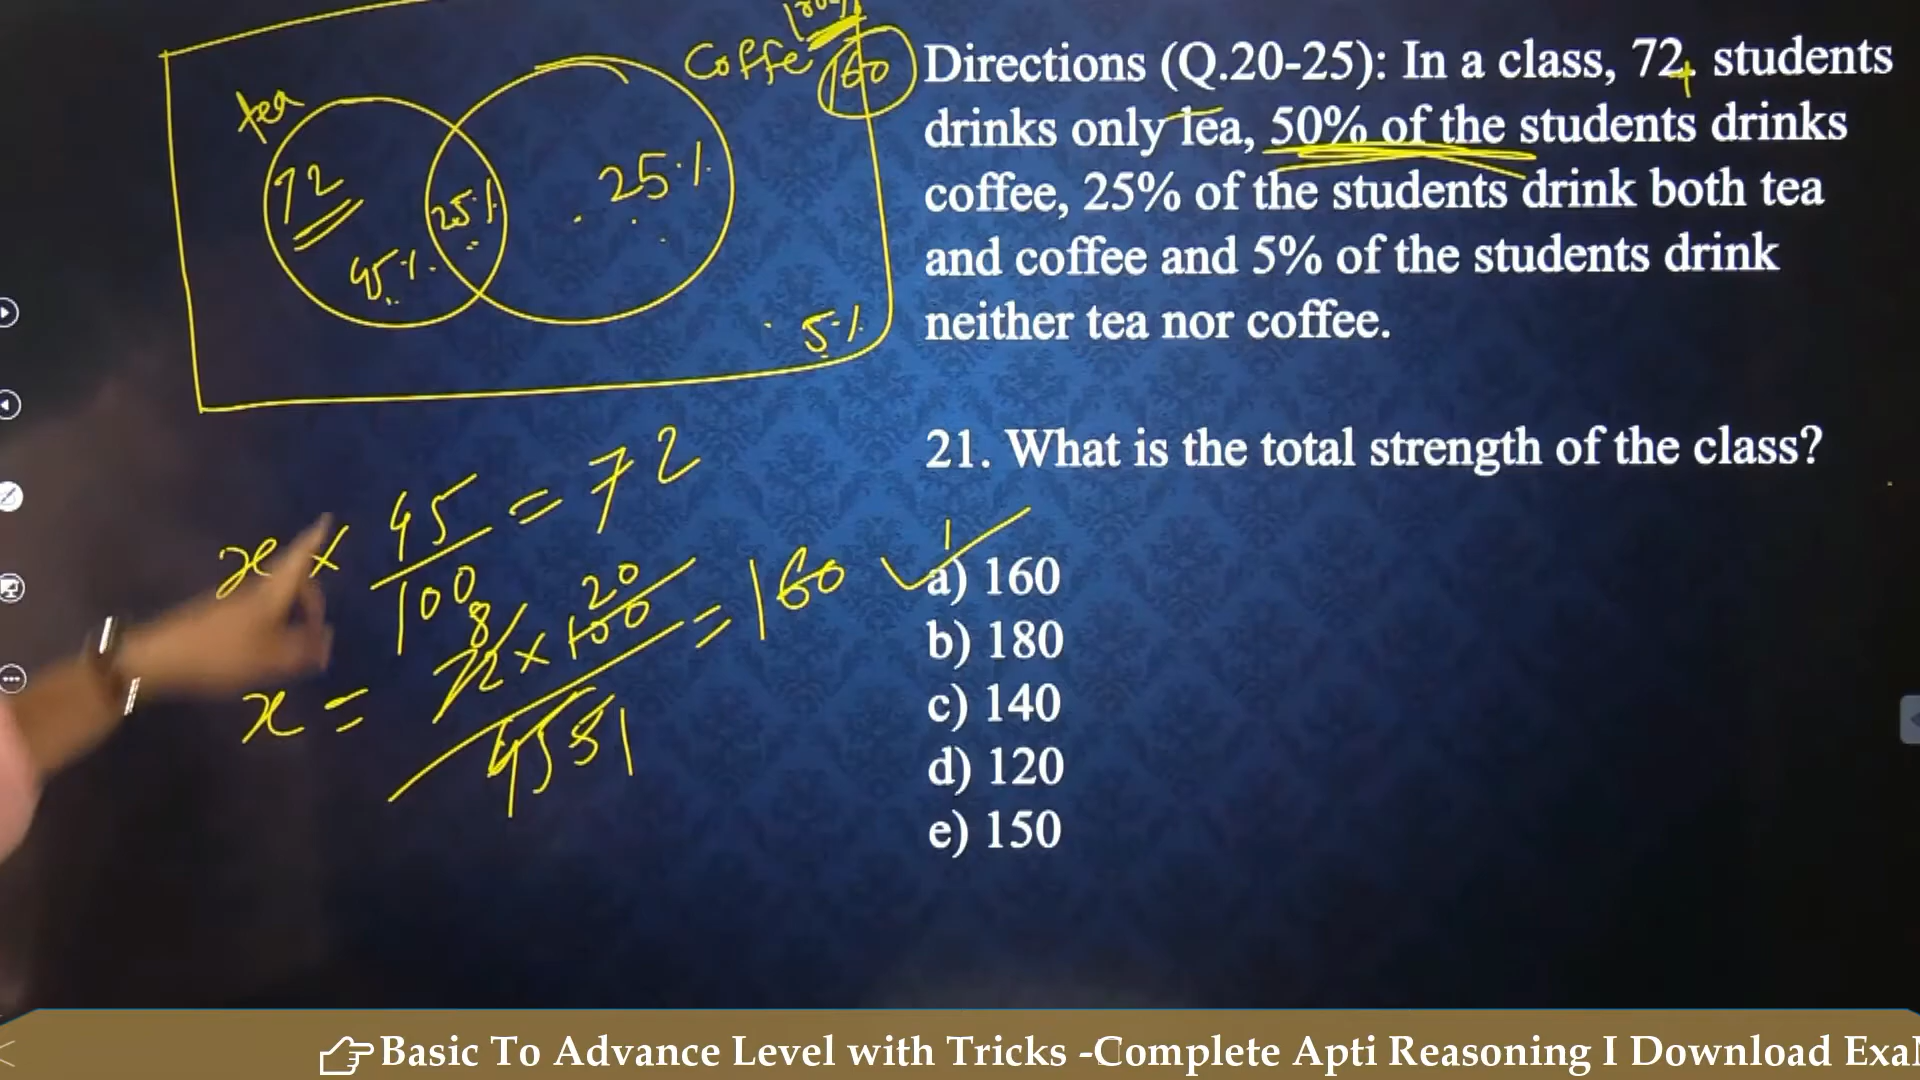 Coffe
160
tea
72
25%
25%
45%
5%
Directions (Q.20-25): In a class, 72 students
drinks only Tea, 50% of the students drinks
coffee, 25% of the students drink both tea
and coffee and 5% of the students drink
neither tea nor coffee.
21. What is the total strength of the class?
a) 160
b) 180
c) 140
d) 120
e) 150
x × 45/100 = 72
8 20
x = 72 × 100 / 45 = 160
👉Basic To Advance Level with Tricks -Complete Apti Reasoning I Download Exa